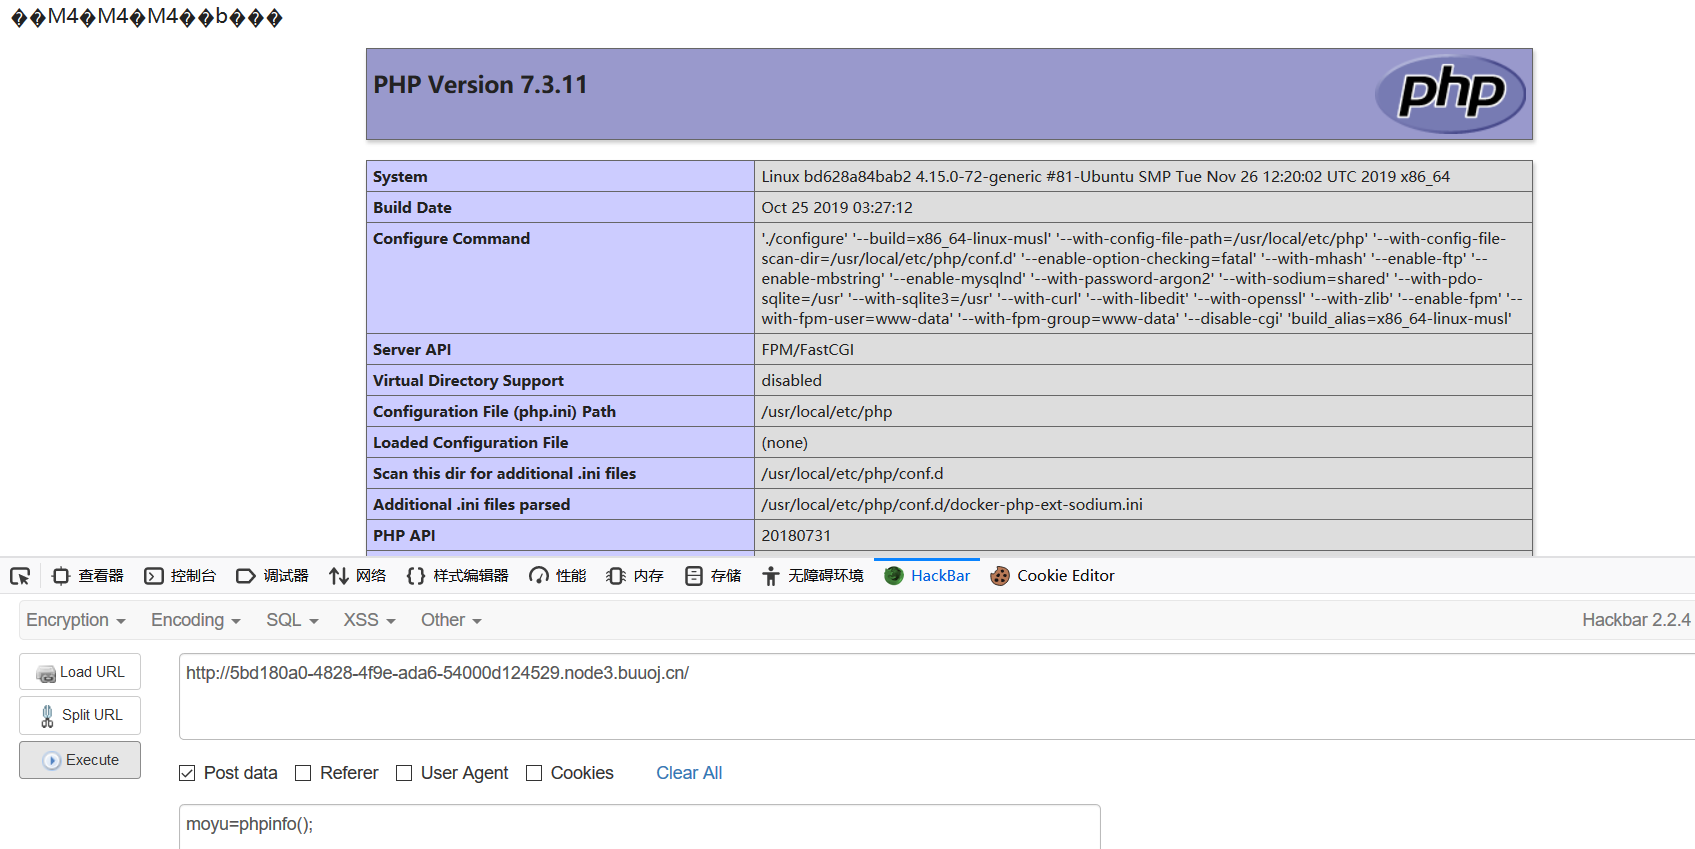 ��M4�M4�M4��b���
PHP Version 7.3.11
php
System
Linux bd628a84bab2 4.15.0-72-generic #81-Ubuntu SMP Tue Nov 26 12:20:02 UTC 2019 x86_64
Build Date
Oct 25 2019 03:27:12
Configure Command
'./configure' '--build=x86_64-linux-musl' '--with-config-file-path=/usr/local/etc/php' '--with-config-file-
scan-dir=/usr/local/etc/php/conf.d' '--enable-option-checking=fatal' '--with-mhash' '--enable-ftp' '--
enable-mbstring' '--enable-mysqlnd' '--with-password-argon2' '--with-sodium=shared' '--with-pdo-
sqlite=/usr' '--with-sqlite3=/usr' '--with-curl' '--with-libedit' '--with-openssl' '--with-zlib' '--enable-fpm' '--
with-fpm-user=www-data' '--with-fpm-group=www-data' '--disable-cgi' 'build_alias=x86_64-linux-musl'
Server API
FPM/FastCGI
Virtual Directory Support
disabled
Configuration File (php.ini) Path
/usr/local/etc/php
Loaded Configuration File
(none)
Scan this dir for additional .ini files
/usr/local/etc/php/conf.d
Additional .ini files parsed
/usr/local/etc/php/conf.d/docker-php-ext-sodium.ini
PHP API
20180731
查看器 控制台 调试器 网络 样式编辑器 性能 内存 存储 无障碍环境 HackBar Cookie Editor
Encryption Encoding SQL XSS Other Hackbar 2.2.4
Load URL
http://5bd180a0-4828-4f9e-ada6-54000d124529.node3.buuoj.cn/
Split URL
Execute
Post data Referer User Agent Cookies Clear All
moyu=phpinfo();